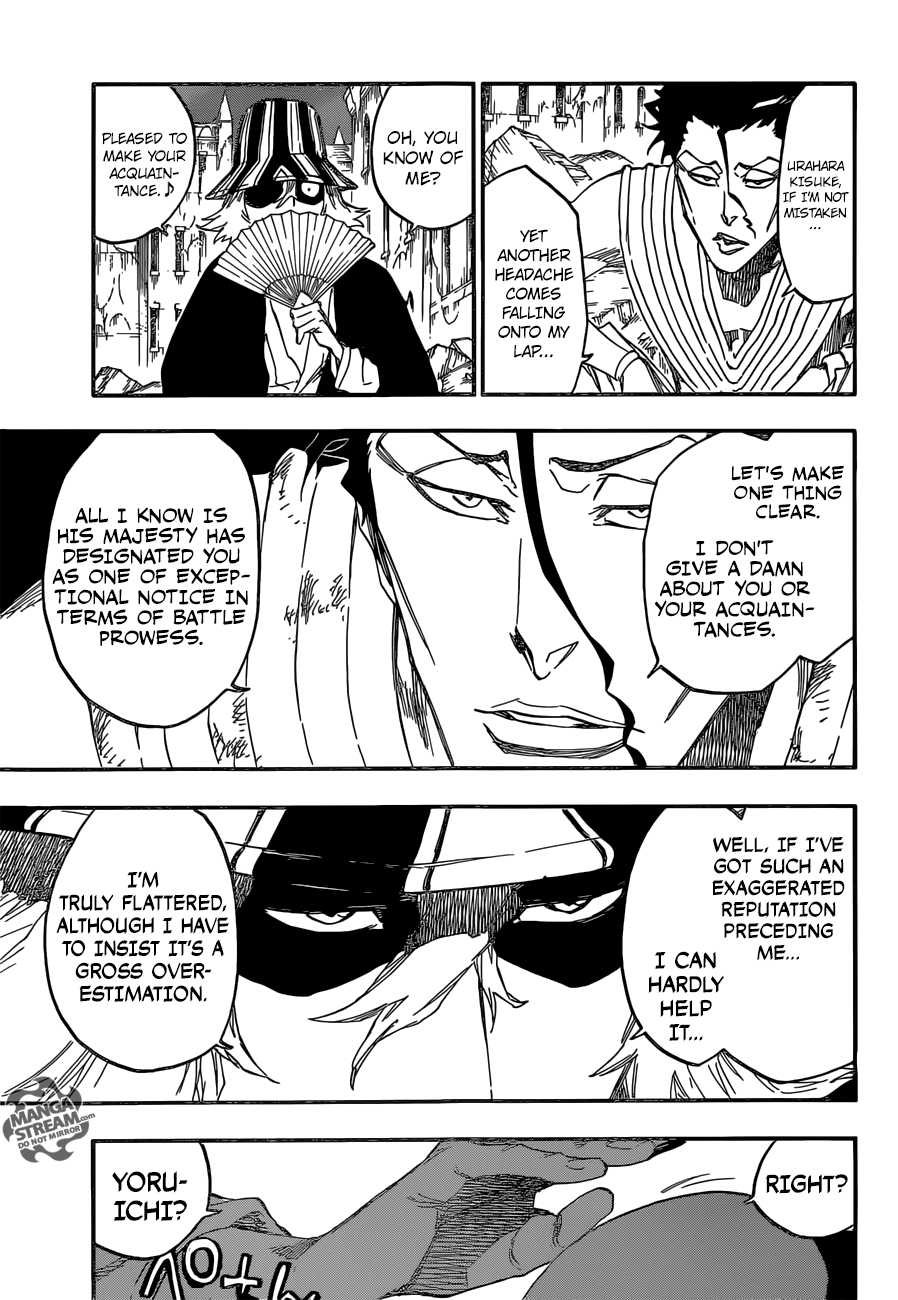 URAHARA
KISUKE,
IF I'M NOT
MISTAKEN
...
YET
ANOTHER
HEADACHE
COMES
FALLING
ONTO MY
LAP...
OH, YOU
KNOW OF
ME?
PLEASED TO
MAKE YOUR
ACQUAIN-
TANCE.♪
LET'S MAKE
ONE THING
CLEAR.
I DON'T
GIVE A DAMN
ABOUT YOU OR
YOUR ACQUAIN-
TANCES.
ALL I KNOW IS
HIS MAJESTY HAS
DESIGNATED YOU
AS ONE OF EXCEP-
TIONAL NOTICE IN
TERMS OF BATTLE
PROWESS.
WELL, IF I'VE
GOT SUCH AN
EXAGGERATED
REPUTATION
PRECEDING
ME...
I CAN
HARDLY
HELP
IT...
I'M
TRULY FLATTERED,
ALTHOUGH I HAVE
TO INSIST IT'S A
GROSS OVER-
ESTIMATION.
RIGHT?
YORU-
ICHI?
MANGA
STREAM.com
DO NOT MIRROR!